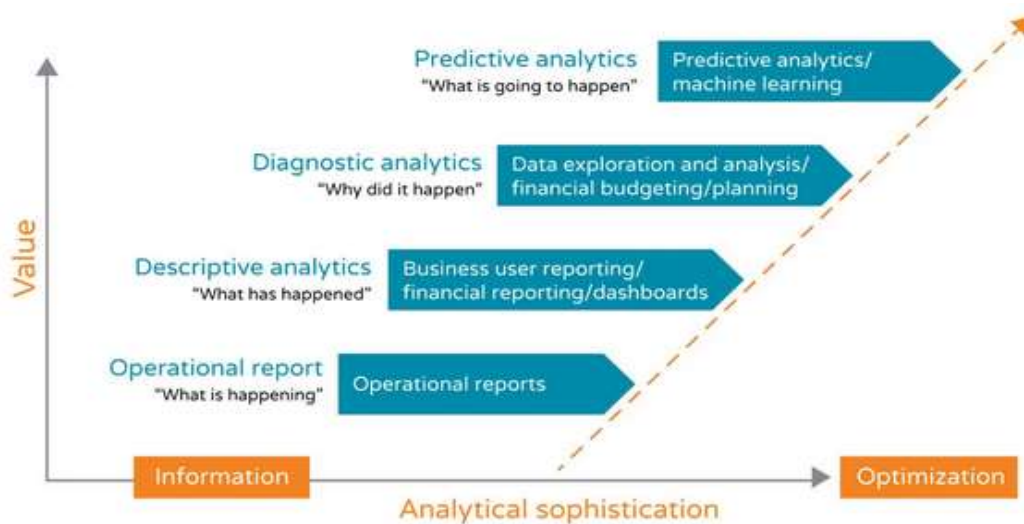 Predictive analytics
"What is going to happen"
Predictive analytics/
machine learning
Diagnostic analytics
"Why did it happen"
Data exploration and analysis/
financial budgeting/planning
Descriptive analytics
"What has happened"
Business user reporting/
financial reporting/dashboards
Operational report
"What is happening"
Operational reports
Value
Information
Optimization
Analytical sophistication